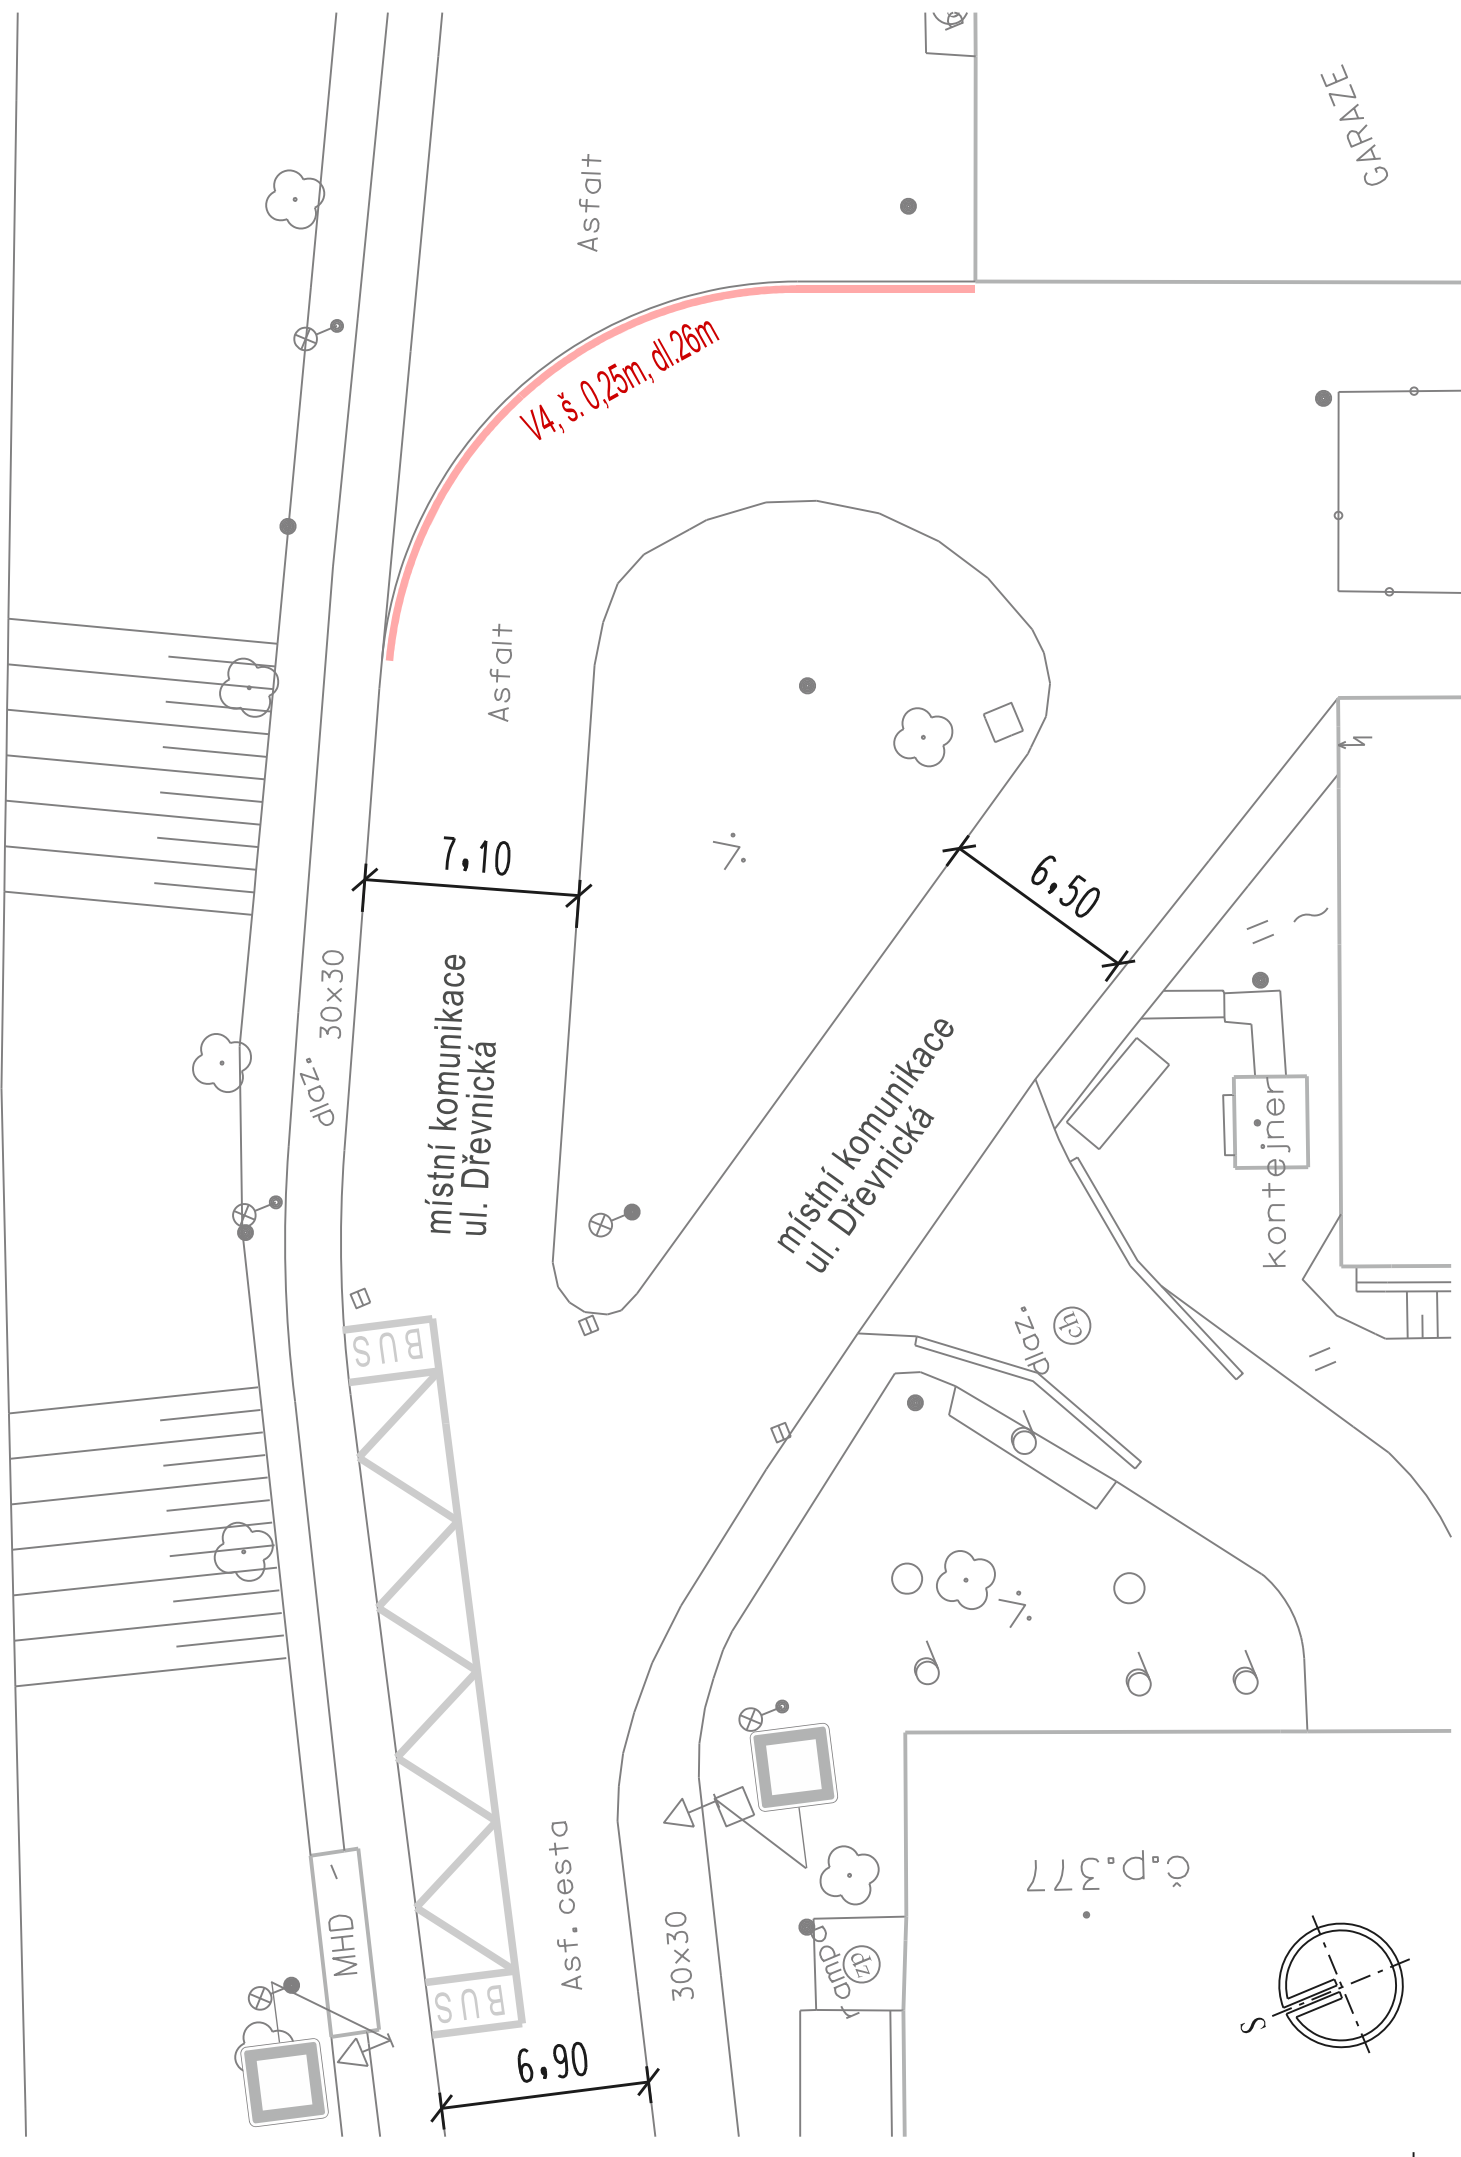 GARAZE
Asfalt
V4, š. 0,25m, dl.26m
Asfalt
7,10
6,50
30x30
dlaz.
místní komunikace
ul. Dřevnická
místní komunikace
ul. Dřevnická
kontejner
BUS
dlaz.
ch
MHD
Asf. cesta
30x30
č.p.377
rampa
zp
BUS
S
6,90